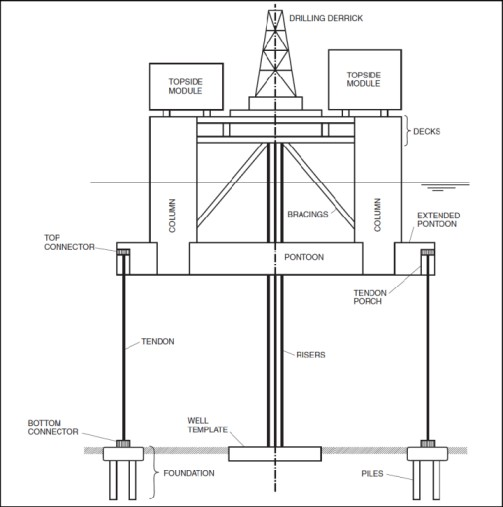 DRILLING DERRICK
TOPSIDE
MODULE
TOPSIDE
MODULE
DECKS
COLUMN
COLUMN
BRACINGS
EXTENDED
PONTOON
TOP
CONNECTOR
PONTOON
TENDON
PORCH
TENDON
RISERS
BOTTOM
CONNECTOR
WELL
TEMPLATE
FOUNDATION
PILES